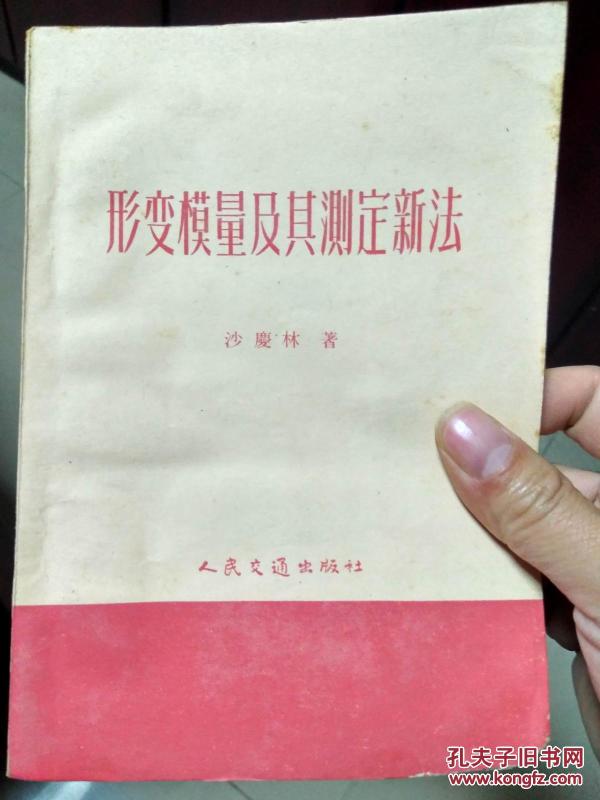 形变模量及其測定新法
沙慶林 著
人民交通出版社
孔夫子旧书网
www.kongfz.com